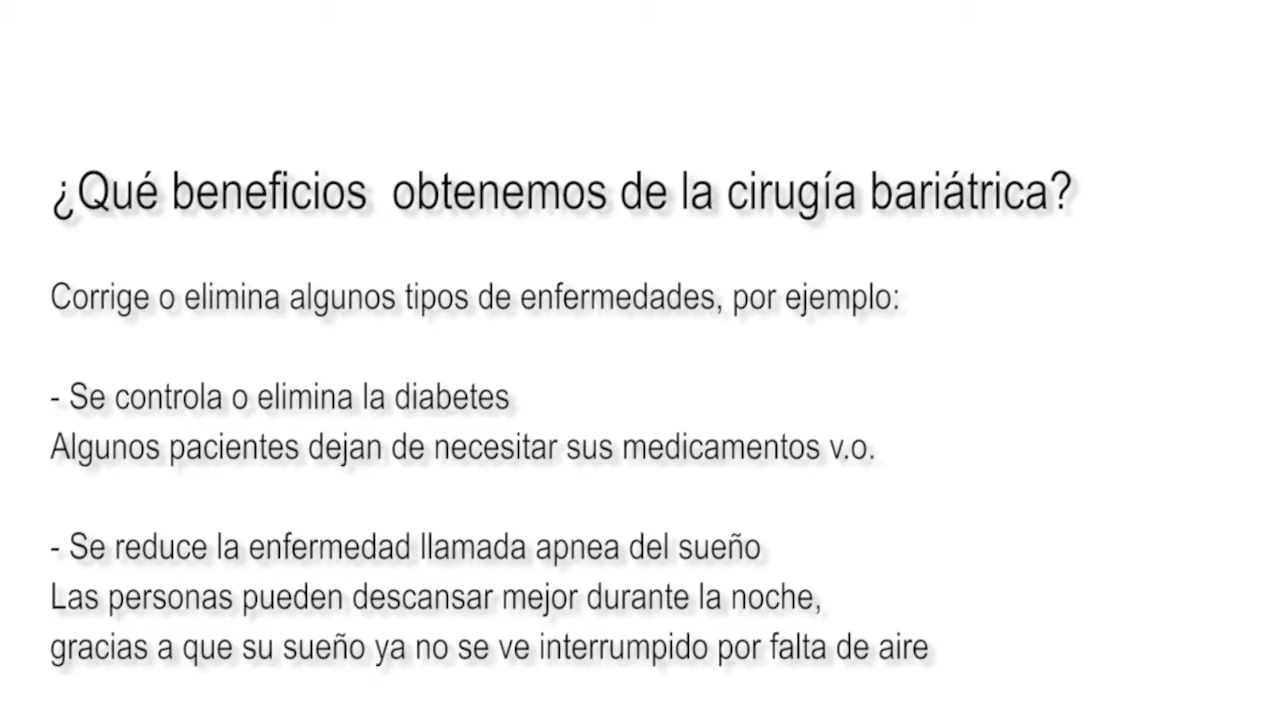 ¿Qué beneficios  obtenemos de la cirugía bariátrica?
Corrige o elimina algunos tipos de enfermedades, por ejemplo:
- Se controla o elimina la diabetes
Algunos pacientes dejan de necesitar sus medicamentos v.o.
- Se reduce la enfermedad llamada apnea del sueño
Las personas pueden descansar mejor durante la noche,
gracias a que su sueño ya no se ve interrumpido por falta de aire